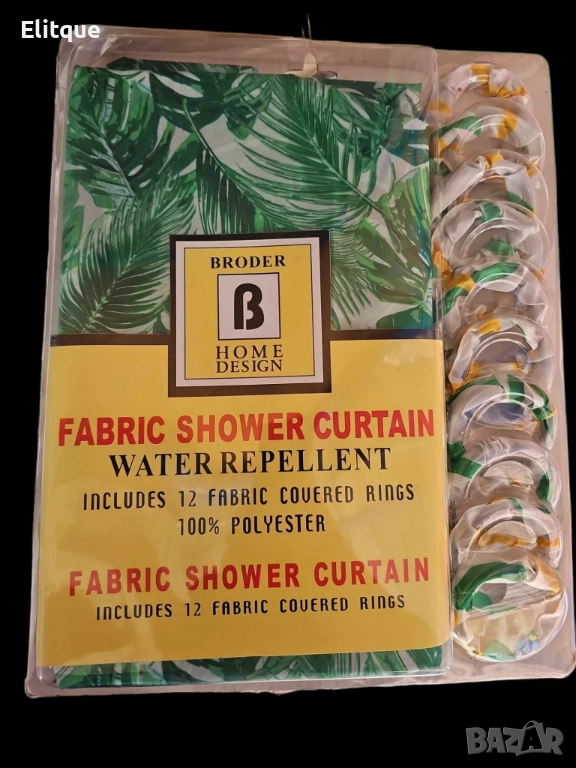 Elitque
BRODER
B
HOME
DESIGN
FABRIC SHOWER CURTAIN
WATER REPELLENT
INCLUDES 12 FABRIC COVERED RINGS
100% POLYESTER
FABRIC SHOWER CURTAIN
INCLUDES 12 FABRIC COVERED RINGS
BAZAR